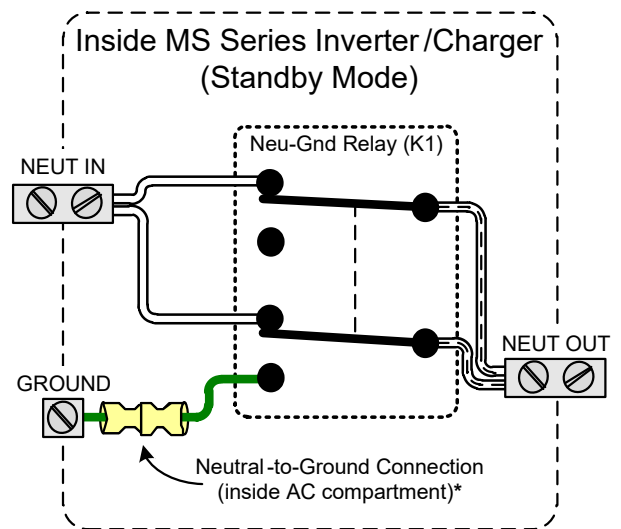 Inside MS Series Inverter/Charger
(Standby Mode)
Neu-Gnd Relay (K1)
NEUT IN
NEUT OUT
GROUND
Neutral-to-Ground Connection
(inside AC compartment)*